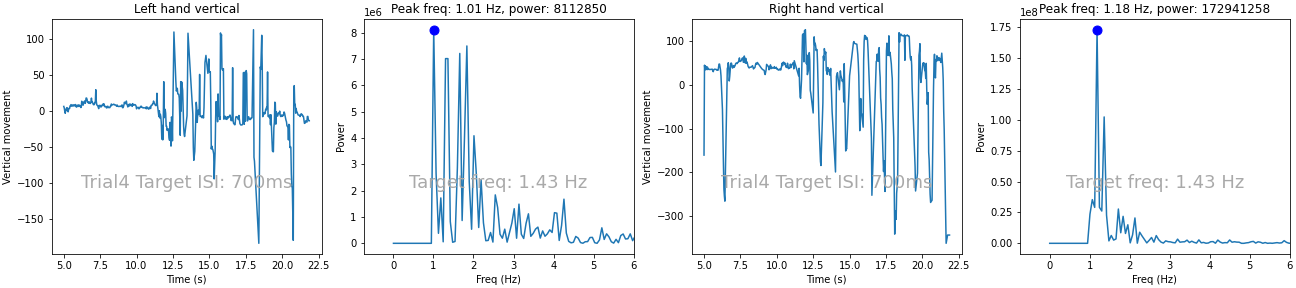 Left hand vertical
Vertical movement
100
50
0
−50
−100
−150
Trial4 Target ISI: 700ms
5.0 7.5 10.0 12.5 15.0 17.5 20.0 22.5
Time (s)
1e6
Peak freq: 1.01 Hz, power: 8112850
Power
8
7
6
5
4
3
2
1
0
Target freq: 1.43 Hz
0 1 2 3 4 5 6
Freq (Hz)
Right hand vertical
Vertical movement
100
0
−100
−200
−300
Trial4 Target ISI: 700ms
5.0 7.5 10.0 12.5 15.0 17.5 20.0 22.5
Time (s)
1e8
Peak freq: 1.18 Hz, power: 172941258
Power
1.75
1.50
1.25
1.00
0.75
0.50
0.25
0.00
Target freq: 1.43 Hz
0 1 2 3 4 5 6
Freq (Hz)